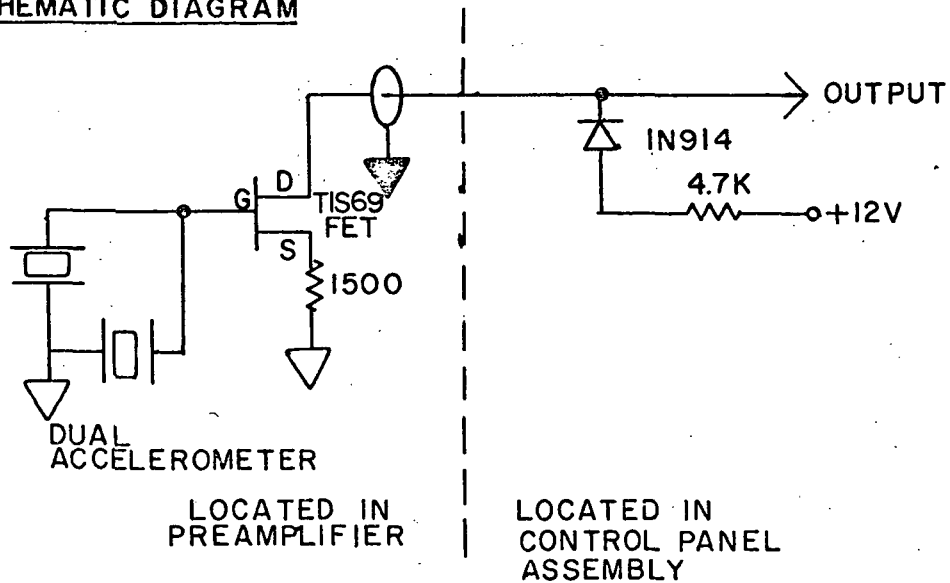 HEMATIC DIAGRAM
OUTPUT
IN914
4.7K
+12V
G
D
TIS69
FET
S
1500
DUAL
ACCELEROMETER
LOCATED IN
PREAMPLIFIER
LOCATED IN
CONTROL PANEL
ASSEMBLY